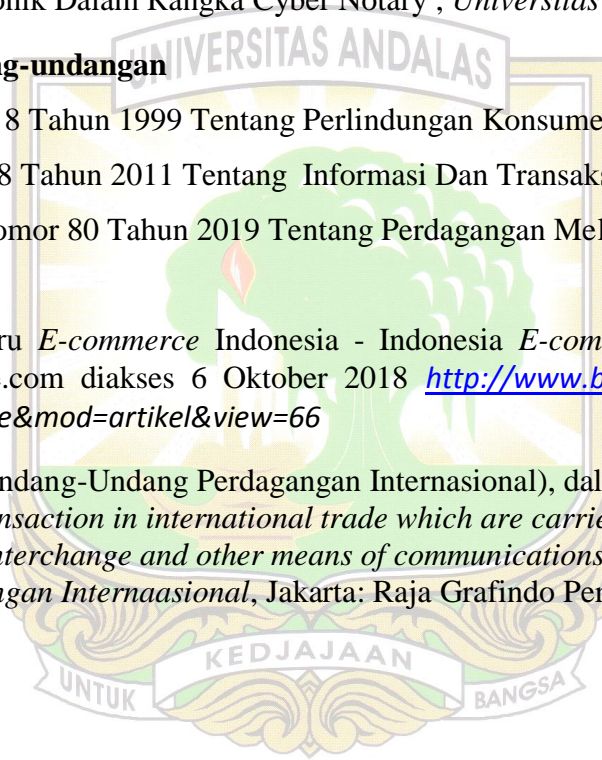 onik Dalam Rangka Cyber Notary , Universitas
ng-undangan
UNIVERSITAS ANDALAS
8 Tahun 1999 Tentang Perlindungan Konsume
8 Tahun 2011 Tentang Informasi Dan Transaks
omor 80 Tahun 2019 Tentang Perdagangan Mel
ru E-commerce Indonesia - Indonesia E-com
e.com diakses 6 Oktober 2018 http://www.b
e&mod=artikel&view=66
ndang-Undang Perdagangan Internasional), dal
nsaction in international trade which are carrie
nterchange and other means of communications
ngan Internaasional, Jakarta: Raja Grafindo Per
KEDJAJAAN
UNTUK BANGSA